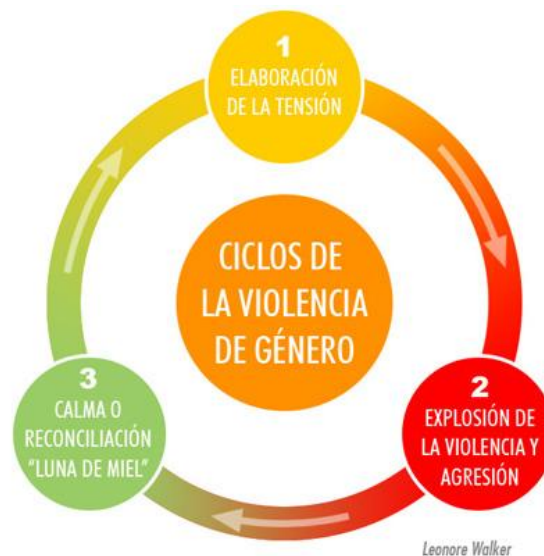 1
ELABORACIÓN
DE LA TENSIÓN
CICLOS DE
LA VIOLENCIA
DE GÉNERO
2
EXPLOSIÓN DE
LA VIOLENCIA Y
AGRESIÓN
3
CALMA O
RECONCILIACIÓN
"LUNA DE MIEL"
Leonore Walker